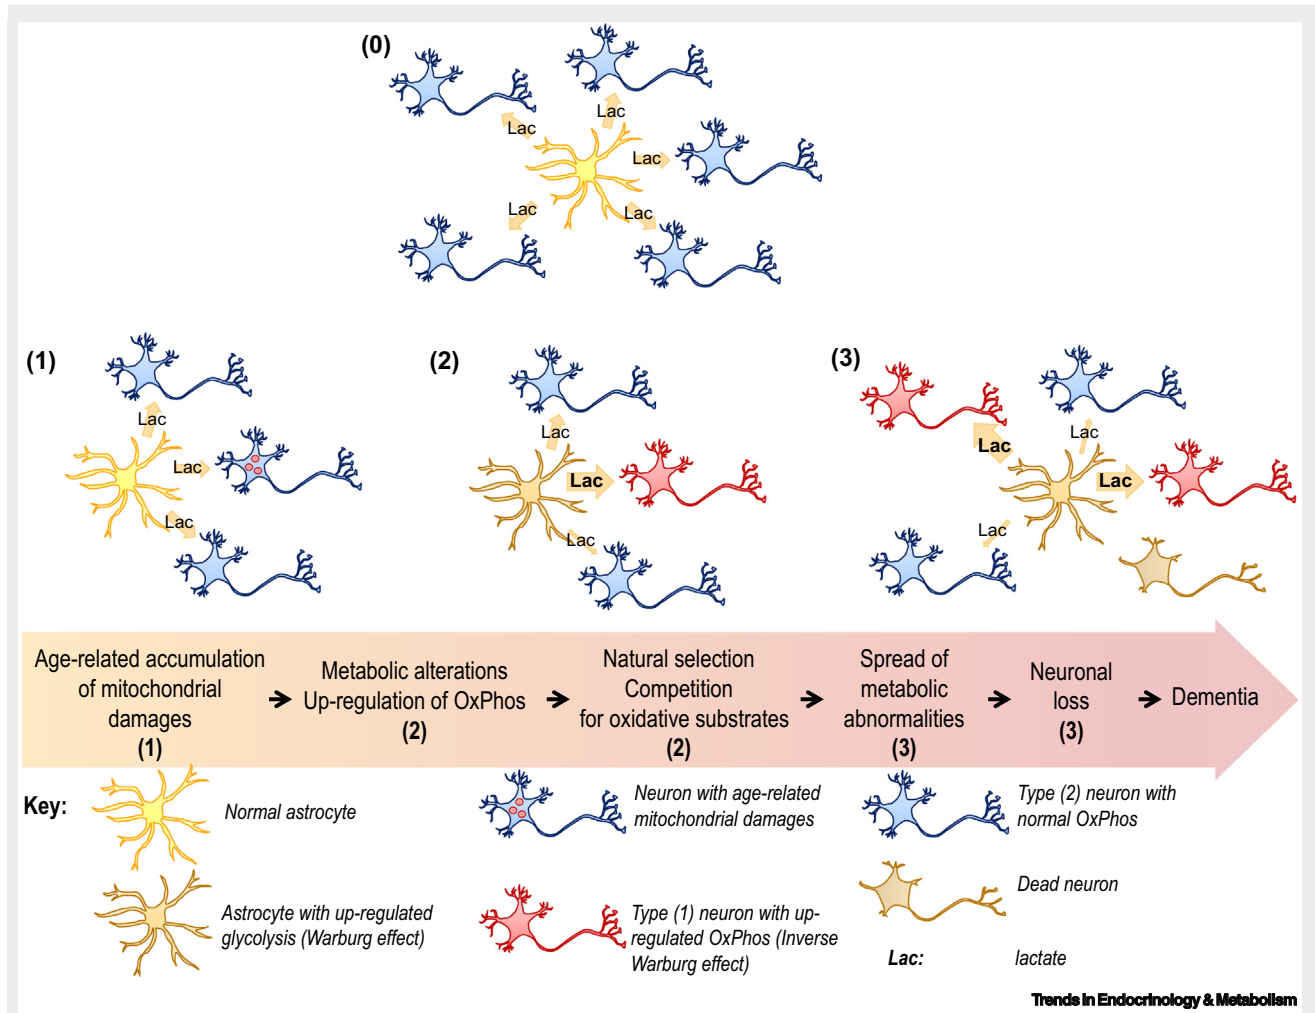 (0)
Lac
Lac
Lac
Lac
Lac
(1)
Lac
Lac
Lac
(2)
Lac
Lac
Lac
(3)
Lac
Lac
Lac
Lac
Age-related accumulation
of mitochondrial
damages
(1)
Metabolic alterations
Up-regulation of OxPhos
(2)
Natural selection
Competition
for oxidative substrates
(2)
Spread of
metabolic
abnormalities
(3)
Neuronal
loss
(3)
Dementia
Key:
Normal astrocyte
Neuron with age-related
mitochondrial damages
Type (2) neuron with
normal OxPhos
Astrocyte with up-regulated
glycolysis (Warburg effect)
Type (1) neuron with up-
regulated OxPhos (Inverse
Warburg effect)
Dead neuron
Lac: lactate
Trends in Endocrinology & Metabolism